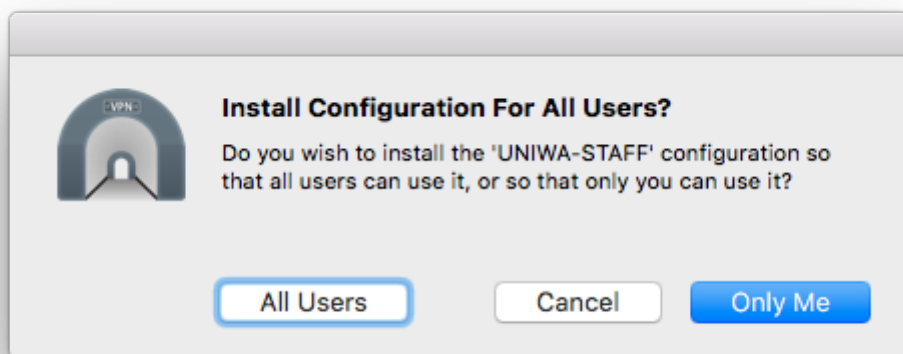 VPN
Install Configuration For All Users?
Do you wish to install the 'UNIWA-STAFF' configuration so
that all users can use it, or so that only you can use it?
All Users
Cancel
Only Me